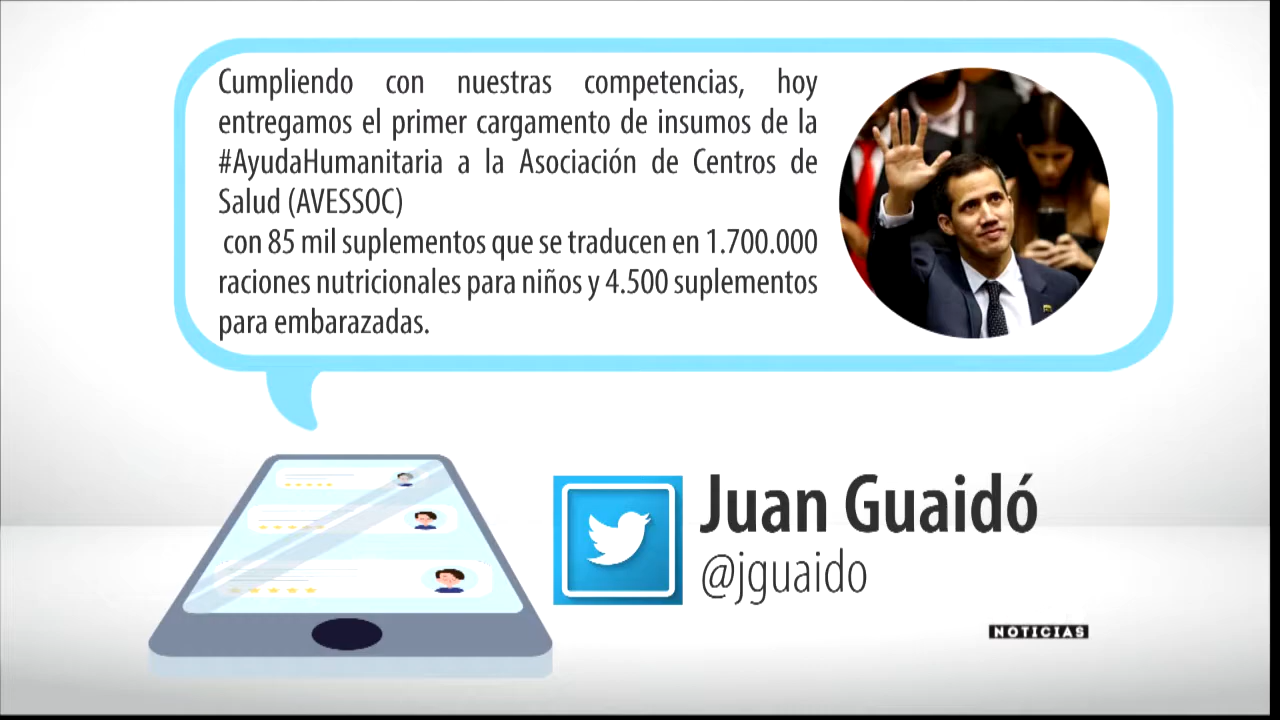 Cumpliendo con nuestras competencias, hoy
entregamos el primer cargamento de insumos de la
#AyudaHumanitaria a la Asociación de Centros de
Salud (AVESSOC)
con 85 mil suplementos que se traducen en 1.700.000
raciones nutricionales para niños y 4.500 suplementos
para embarazadas.
Juan Guaidó
@jguaido
NOTICIAS